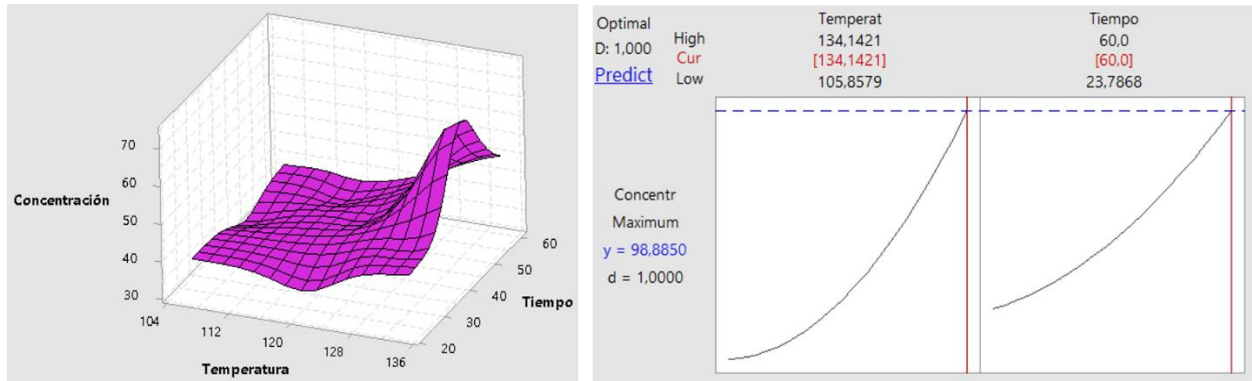 70
60
50
40
30
Concentración
104
112
120
128
136
Temperatura
20
30
40
50
60
Tiempo
Optimal
D: 1,000
Predict
High
Cur
Low
Temperat
134,1421
[134,1421]
105,8579
Tiempo
60,0
[60,0]
23,7868
Concentr
Maximum
y = 98,8850
d = 1,0000